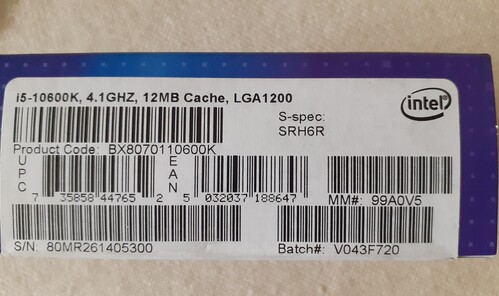 i5-10600K, 4.1GHZ, 12MB Cache, LGA1200
intel
S-spec:
SRH6R
Product Code: BX8070110600K
UPC
EAN
7 35858 44765 2
5 032037 188647
MM#: 99A0V5
S/N: 80MR261405300
Batch#: V043F720